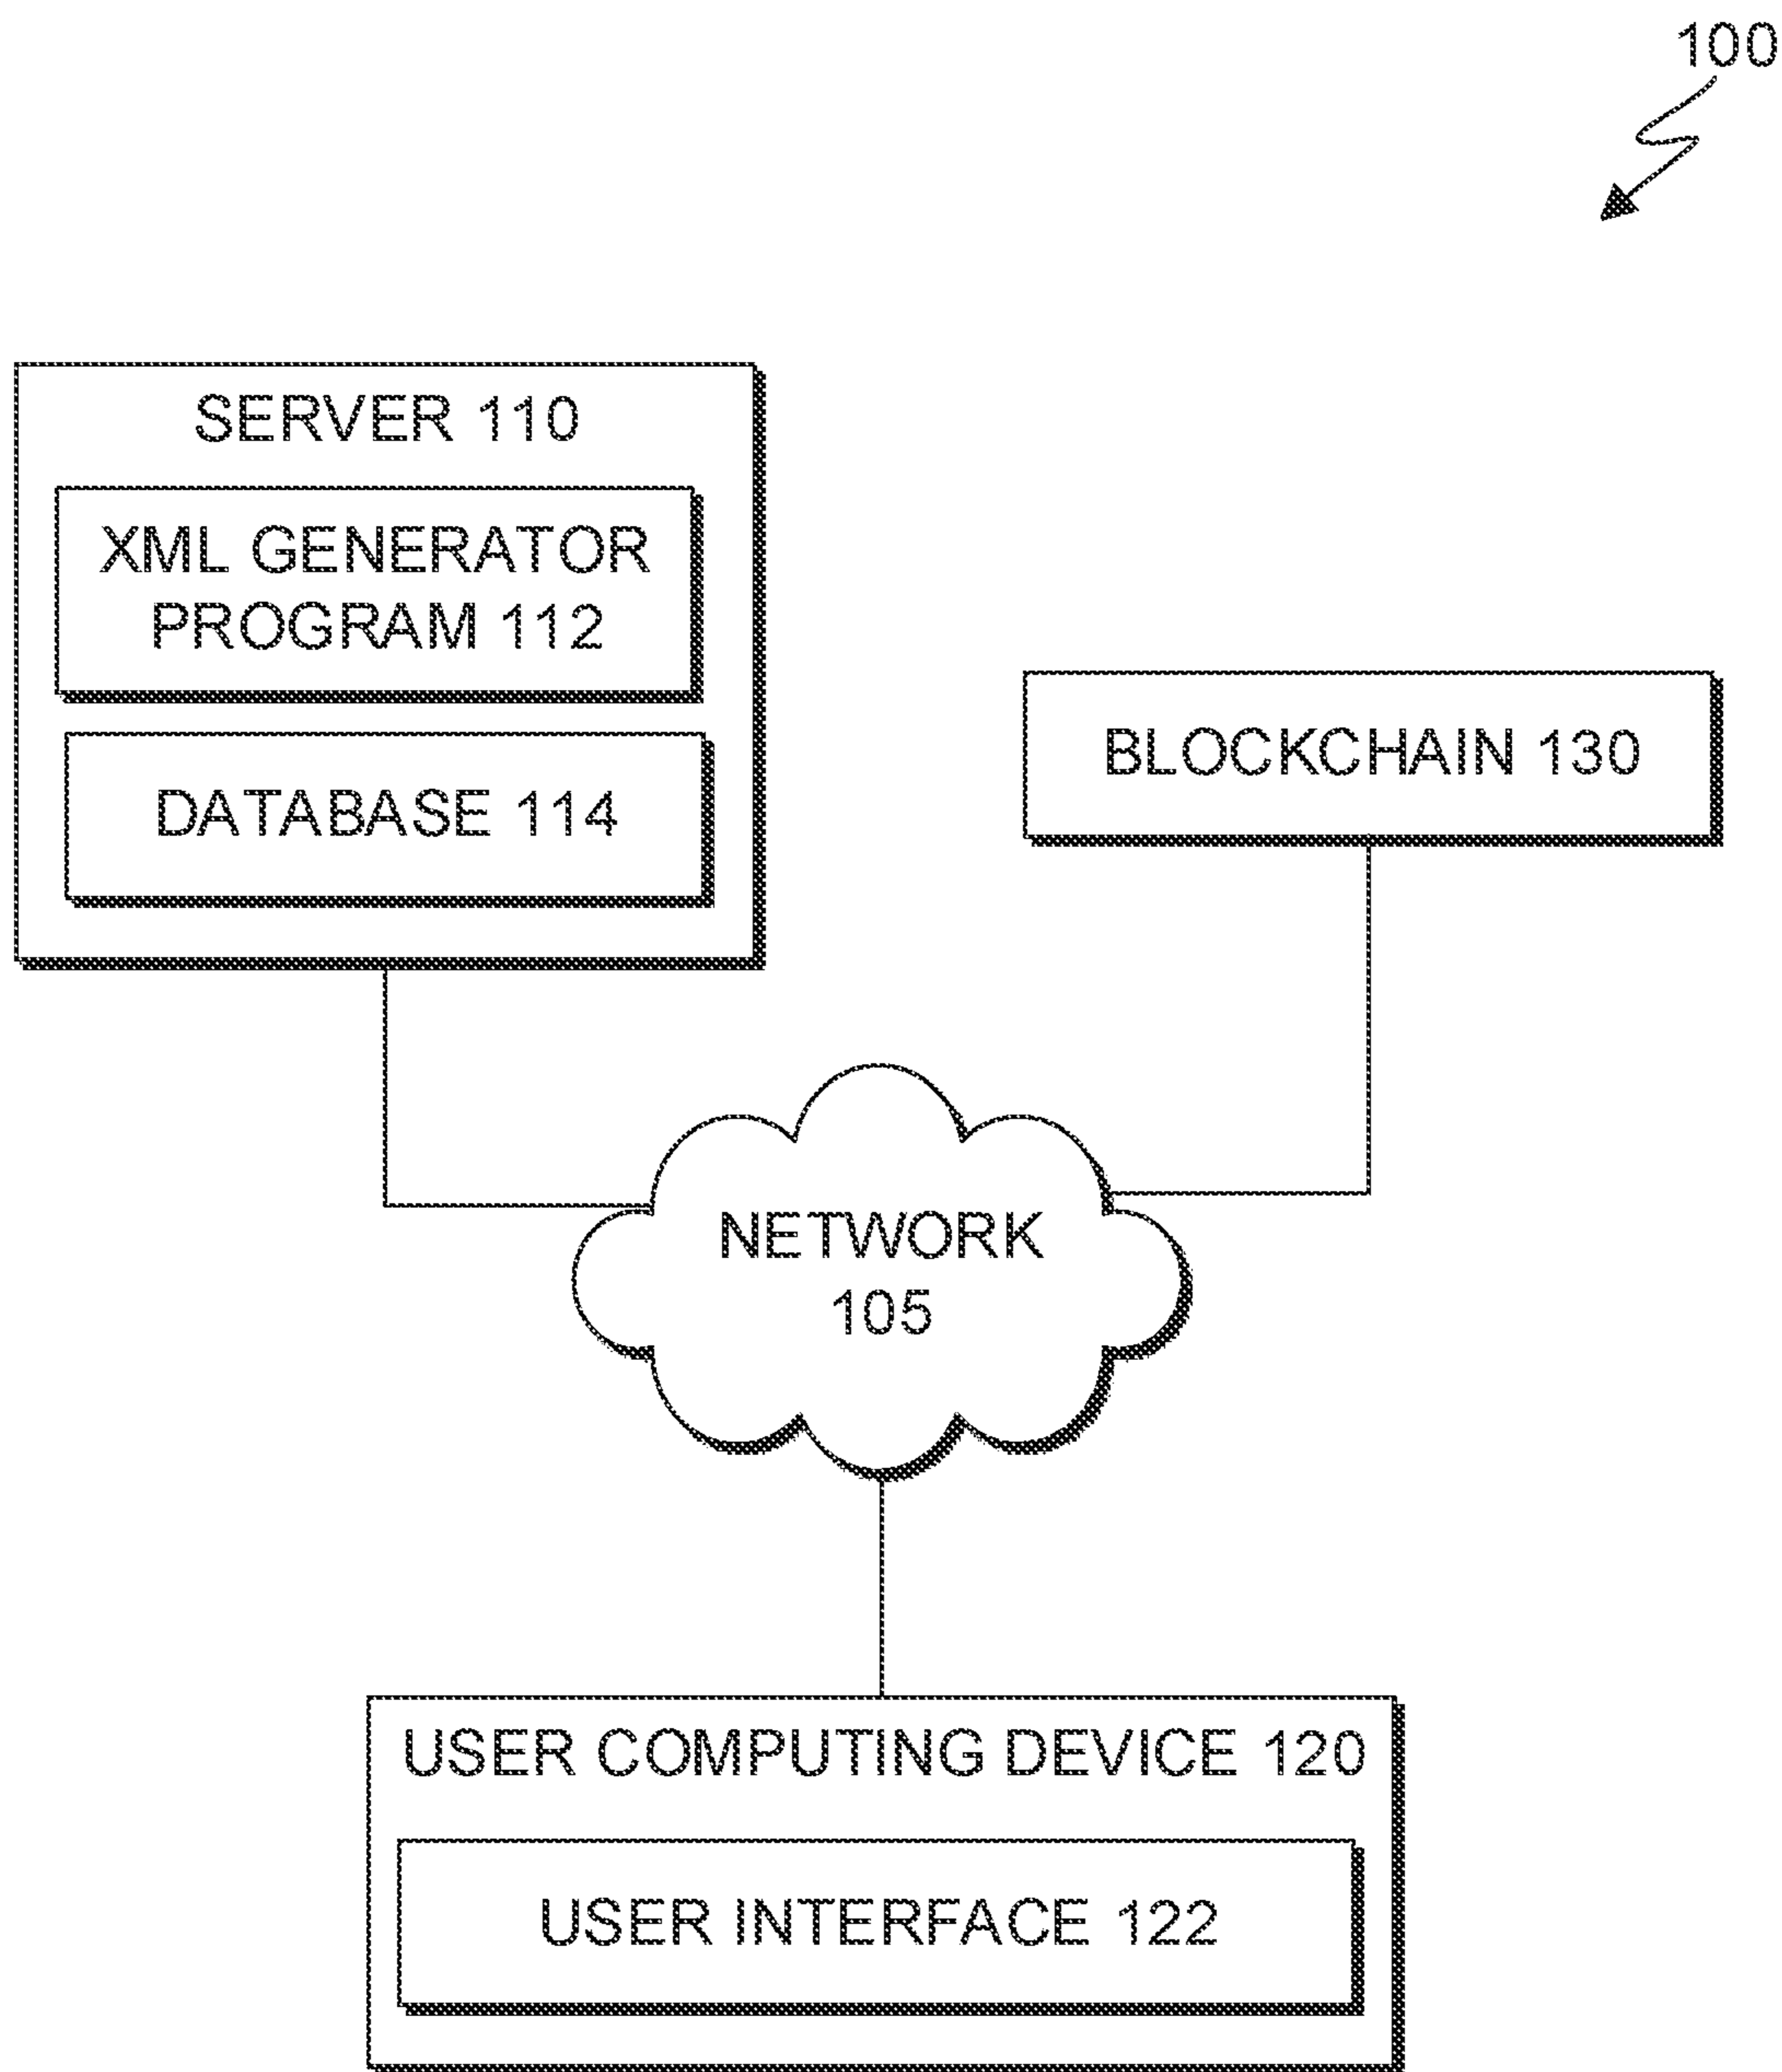 100
SERVER 110
XML GENERATOR
PROGRAM 112
DATABASE 114
BLOCKCHAIN 130
NETWORK
105
USER COMPUTING DEVICE 120
USER INTERFACE 122